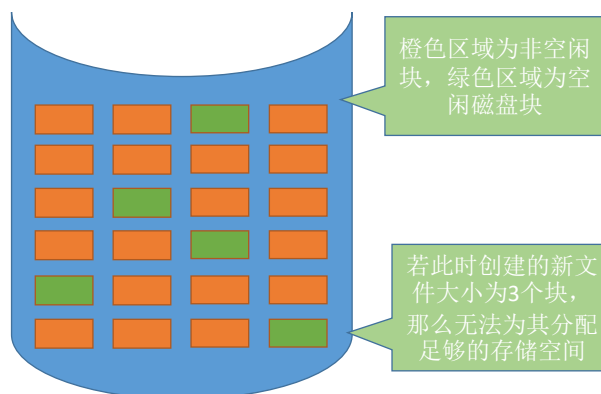 橙色区域为非空闲
块，绿色区域为空
闲磁盘块
若此时创建的新文
件大小为3个块，
那么无法为其分配
足够的存储空间